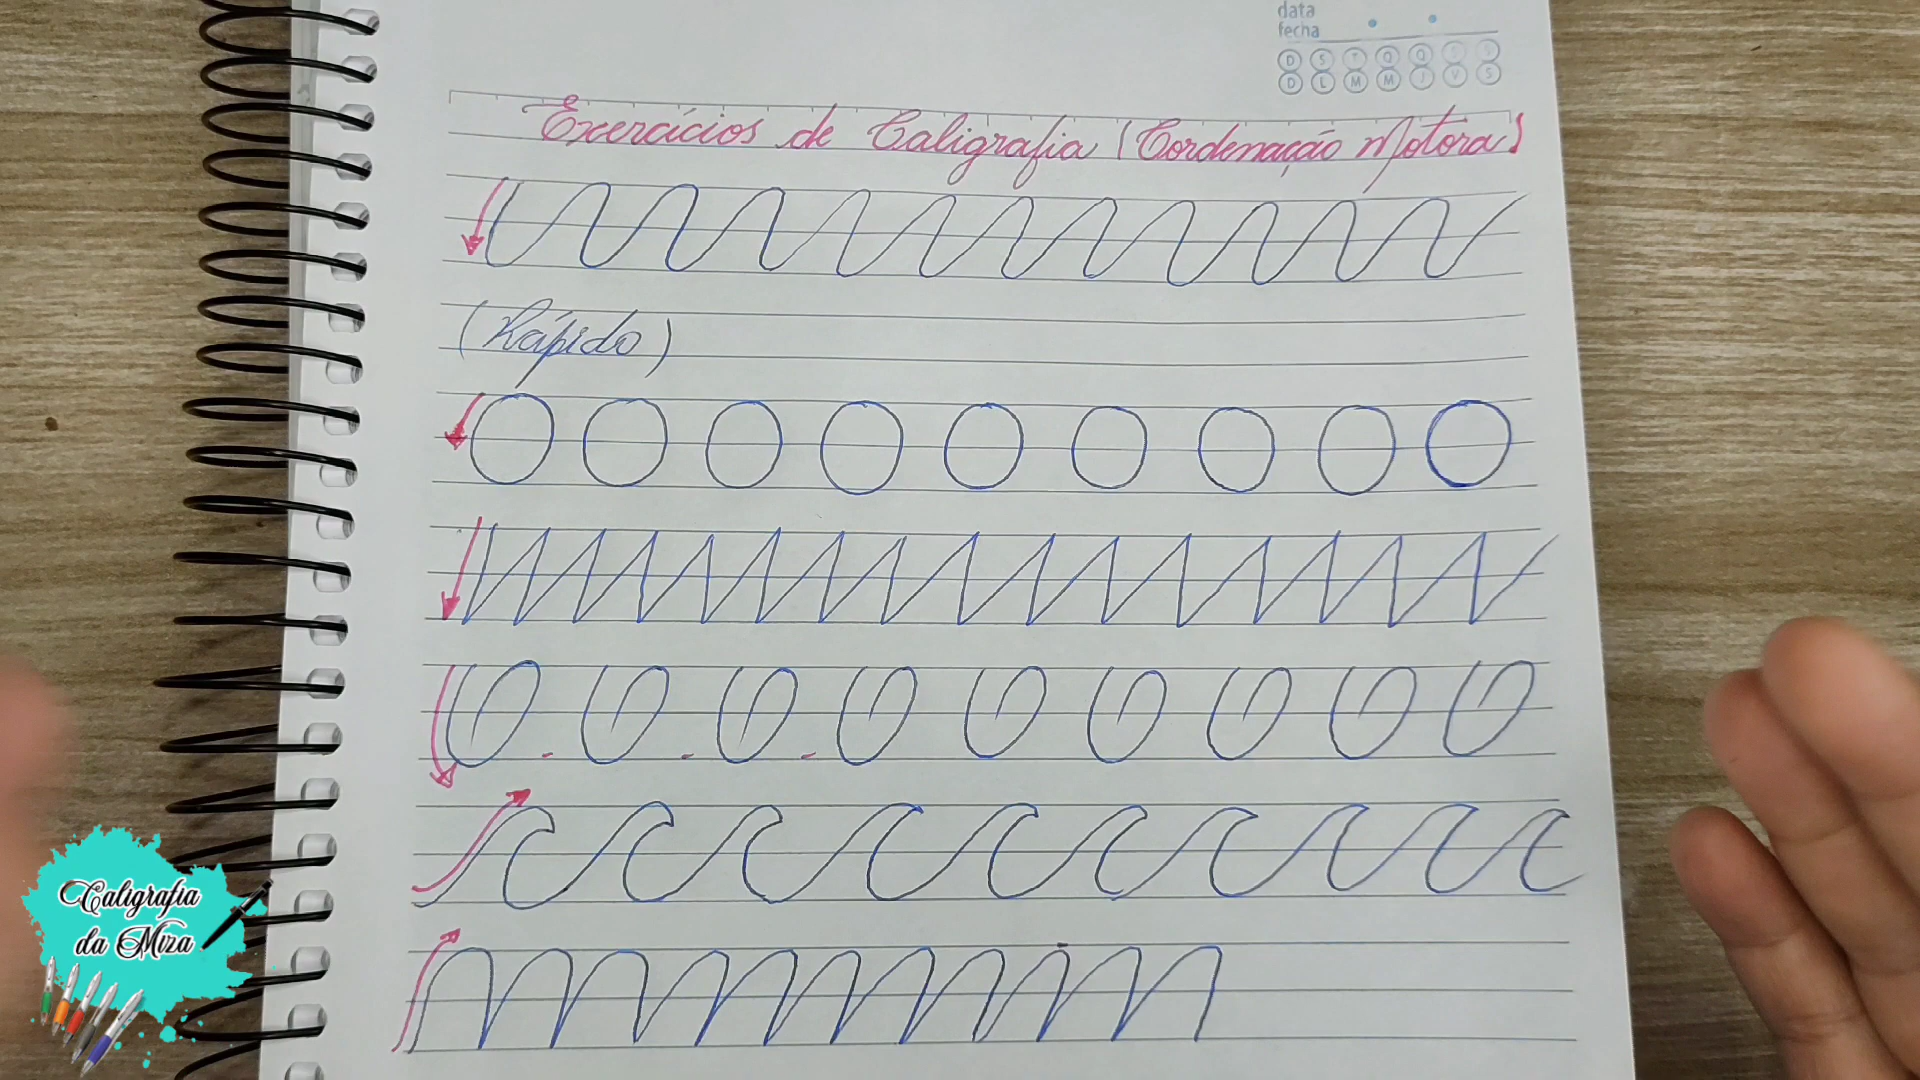 data
fecha
D S T Q Q S S
D L M M J V S
Exercícios de Caligrafia (Cordenação Motora)
(Rápido)
Caligrafia
da Miza